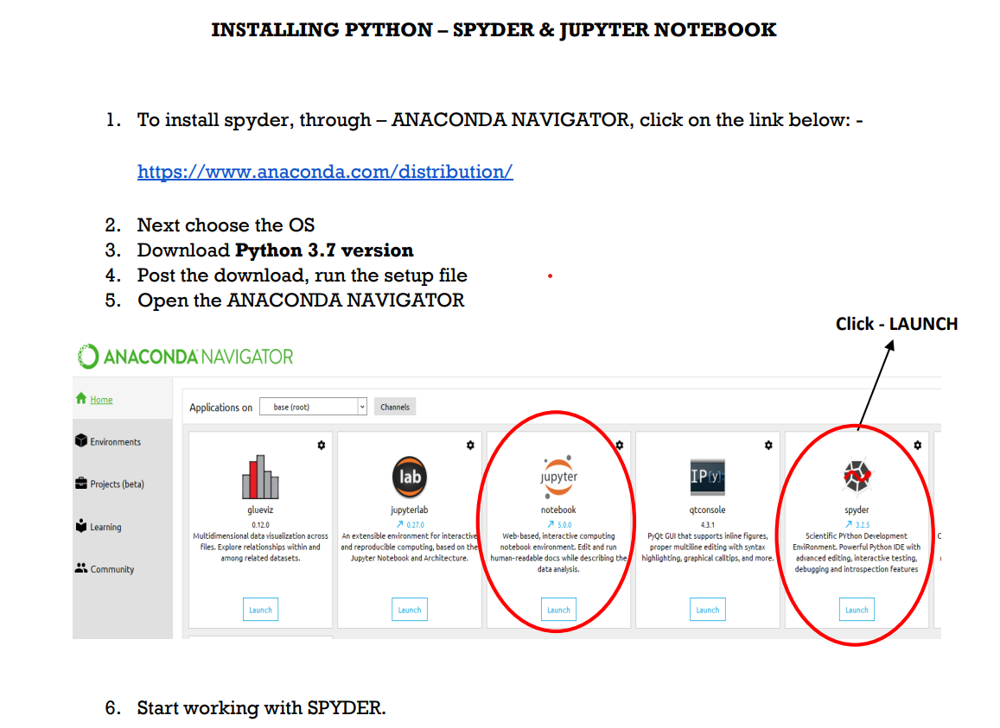 INSTALLING PYTHON – SPYDER & JUPYTER NOTEBOOK
1. To install spyder, through – ANACONDA NAVIGATOR, click on the link below: -
https://www.anaconda.com/distribution/
2. Next choose the OS
3. Download Python 3.7 version
4. Post the download, run the setup file
5. Open the ANACONDA NAVIGATOR
Click - LAUNCH
ANACONDA NAVIGATOR
Home
Environments
Projects (beta)
Learning
Community
Applications on base (root) Channels
glueviz
0.12.0
Multidimensional data visualization across
files. Explore relationships within and
among related datasets.
Launch
lab
jupyterlab
0.27.0
An extensible environment for interactive
and reproducible computing, based on the
Jupyter Notebook and Architecture.
Launch
jupyter
notebook
5.0.0
Web-based, interactive computing
notebook environment. Edit and run
human-readable docs while describing the
data analysis.
Launch
IP[y]:
qtconsole
4.3.1
PyQt GUI that supports inline figures,
proper multiline editing with syntax
highlighting, graphical calltips, and more.
Launch
spyder
3.2.5
Scientific PYthon Development
EnviRonment. Powerful Python IDE with
advanced editing, interactive testing,
debugging and introspection features
Launch
6. Start working with SPYDER.